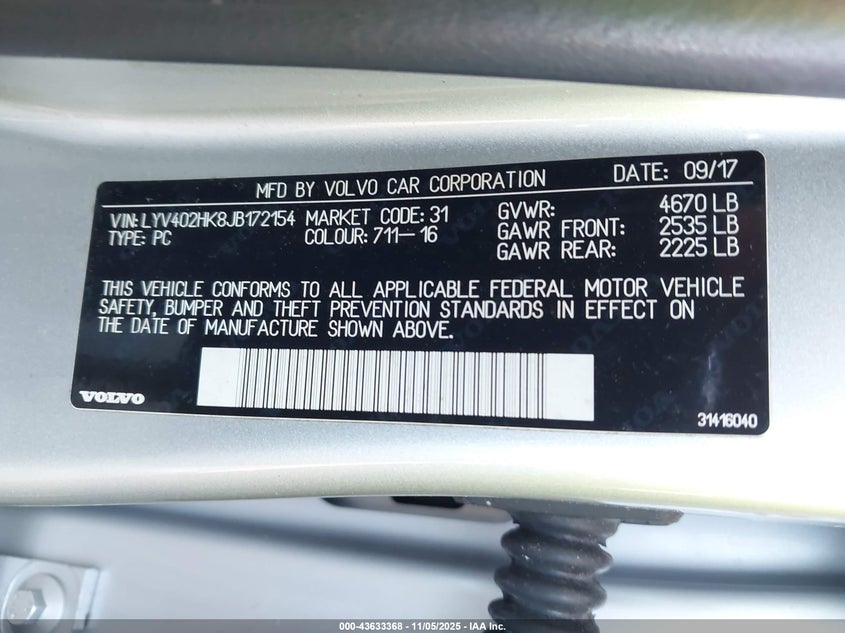 MFD BY VOLVO CAR CORPORATION DATE: 09/17
VIN: LYV402HK8JB172154 MARKET CODE: 31 GVWR: 4670 LB
TYPE: PC COLOUR: 711-16 GAWR FRONT: 2535 LB
GAWR REAR: 2225 LB
THIS VEHICLE CONFORMS TO ALL APPLICABLE FEDERAL MOTOR VEHICLE
SAFETY, BUMPER AND THEFT PREVENTION STANDARDS IN EFFECT ON
THE DATE OF MANUFACTURE SHOWN ABOVE.
VOLVO
31416040
000-43633368 - 11/05/2025 - IAA Inc.